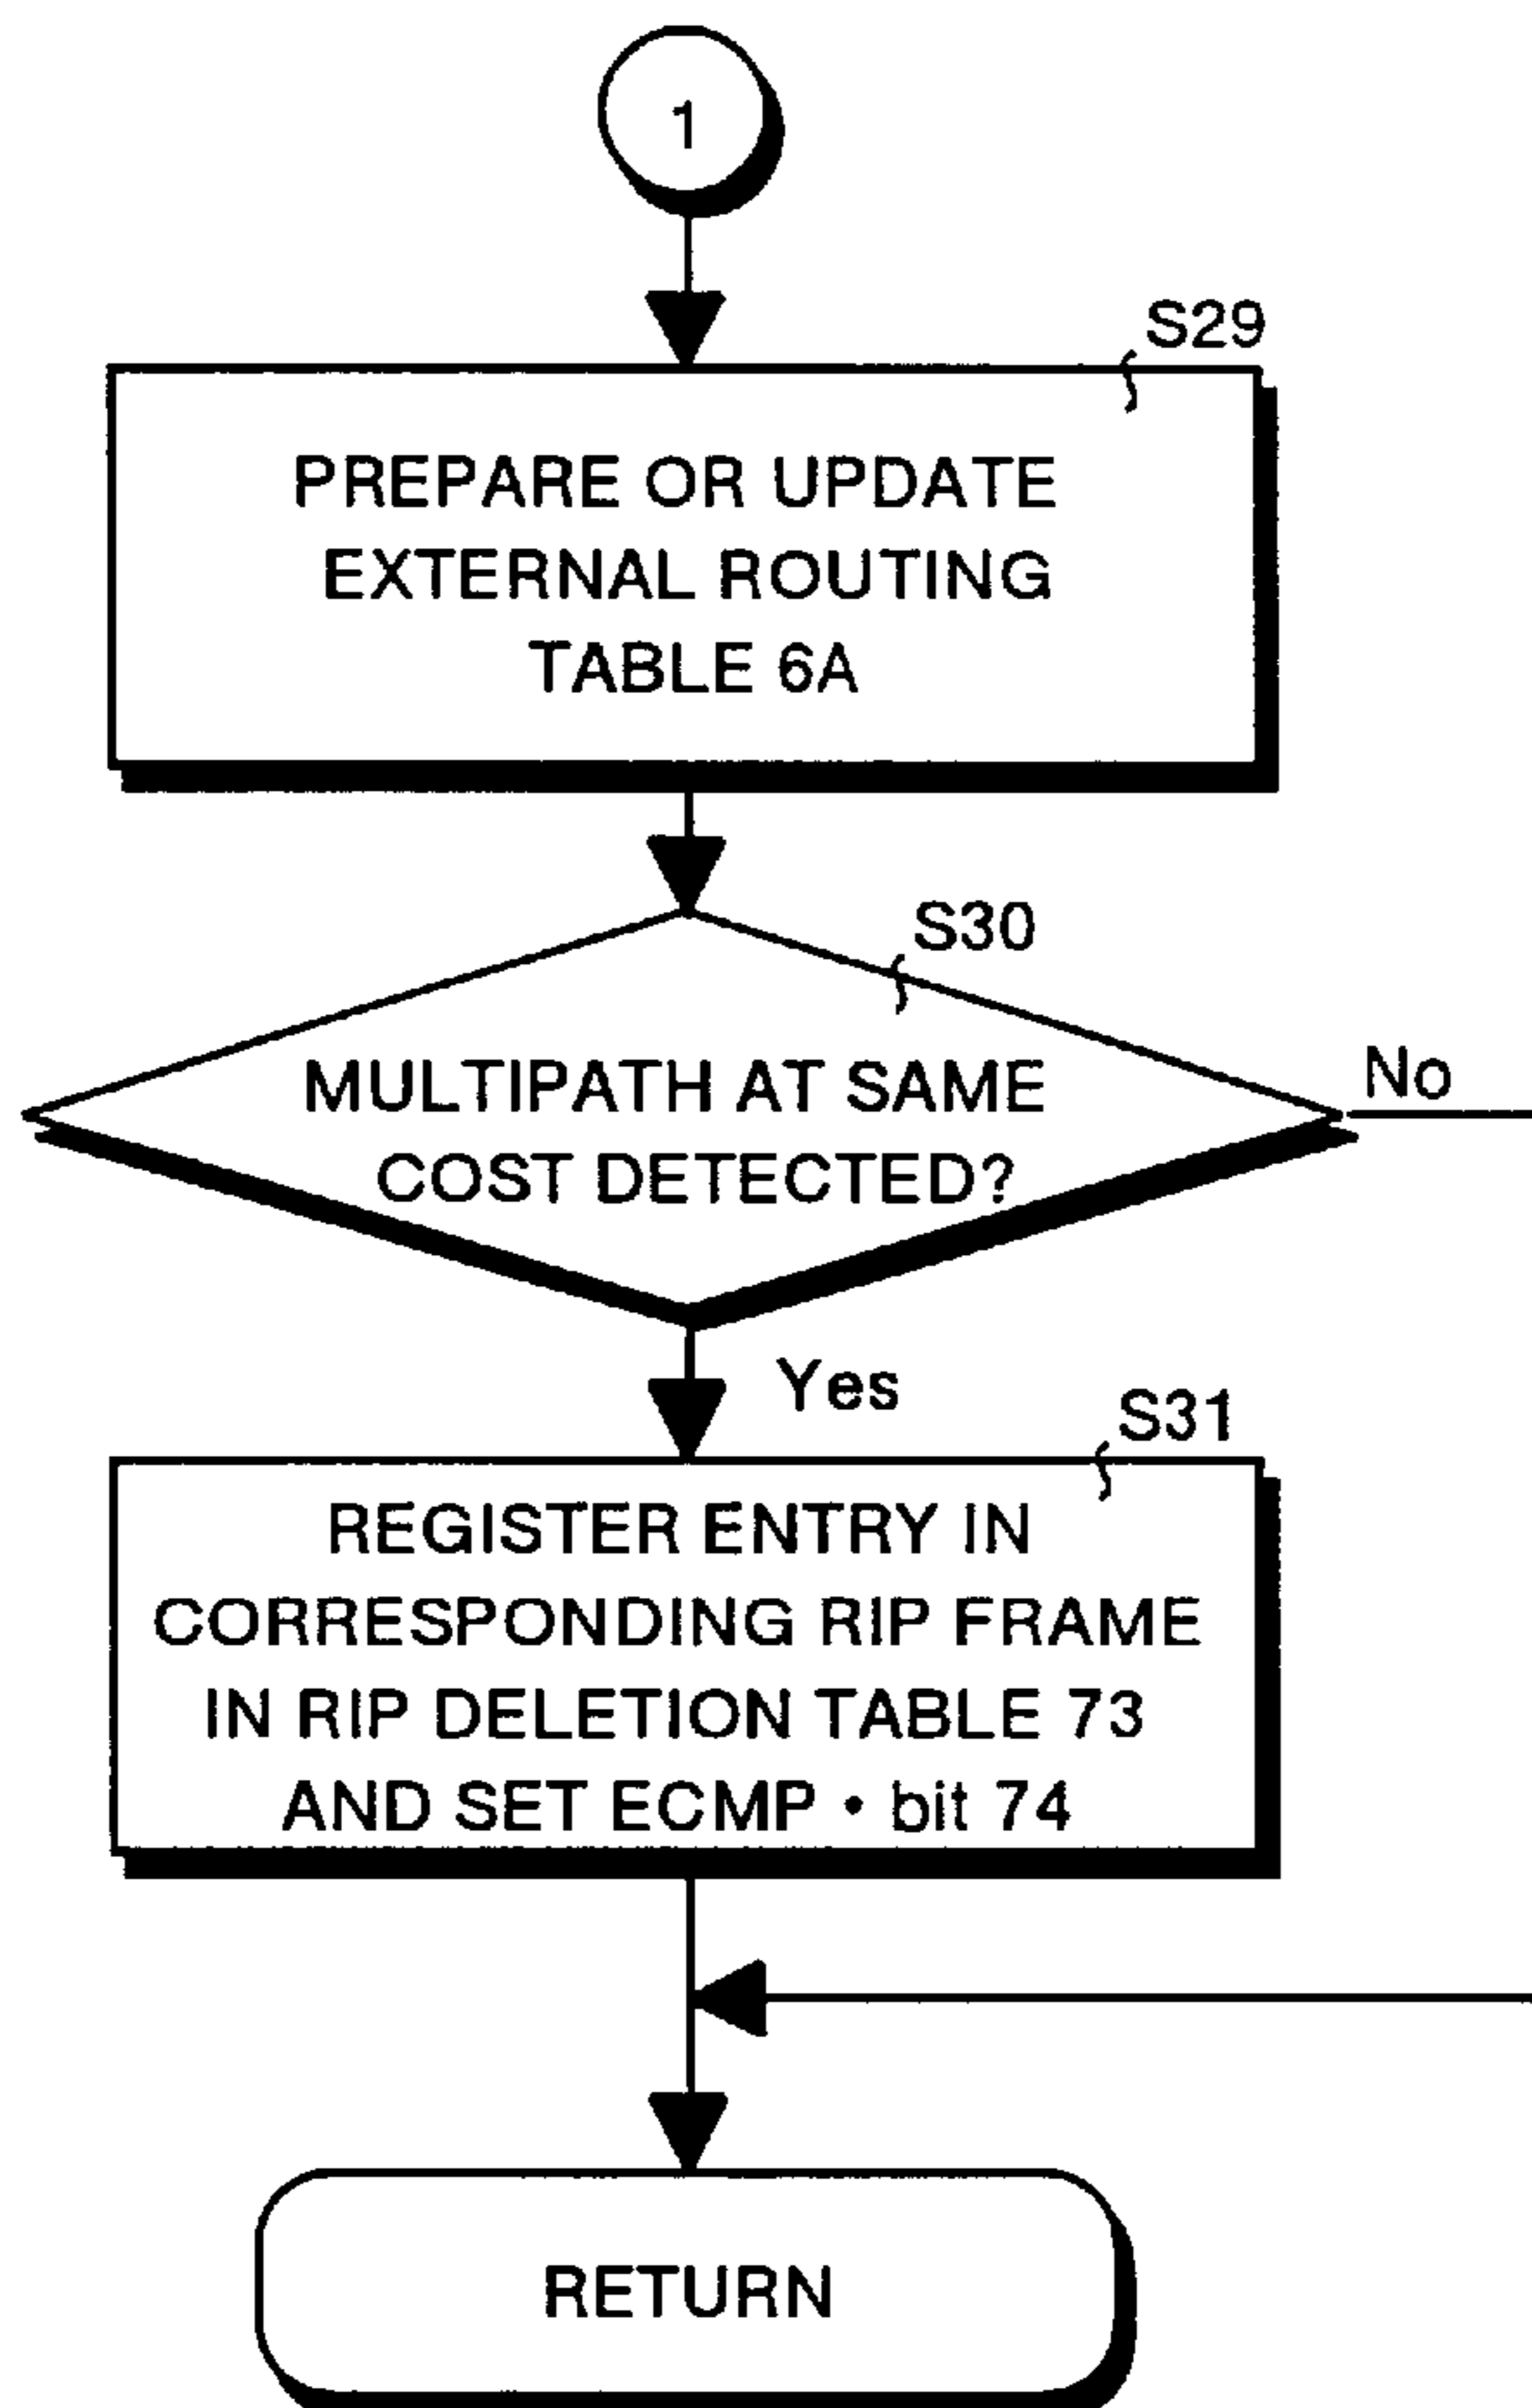 1
S29
PREPARE OR UPDATE
EXTERNAL ROUTING
TABLE 6A
S30
MULTIPATH AT SAME
COST DETECTED?
No
Yes
S31
REGISTER ENTRY IN
CORRESPONDING RIP FRAME
IN RIP DELETION TABLE 73
AND SET ECMP • bit 74
RETURN